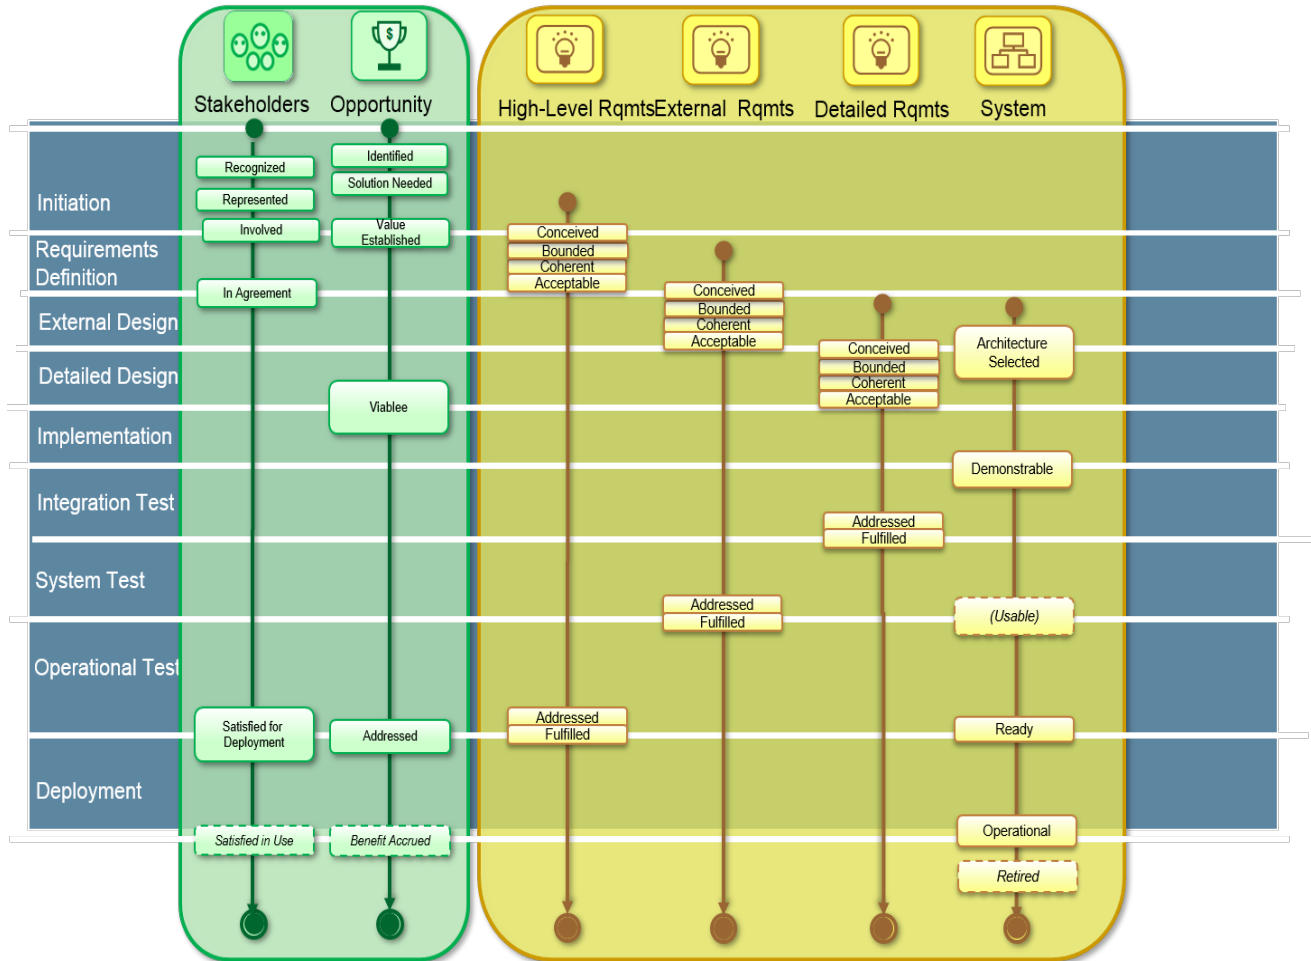 $
Stakeholders Opportunity High-Level Rqmts External Rqmts Detailed Rqmts System
Initiation
Requirements
Definition
External Design
Detailed Design
Implementation
Integration Test
System Test
Operational Test
Deployment
Recognized
Represented
Involved
In Agreement
Satisfied for
Deployment
Satisfied in Use
Identified
Solution Needed
Value
Established
Viablee
Addressed
Benefit Accrued
Conceived
Bounded
Coherent
Acceptable
Addressed
Fulfilled
Conceived
Bounded
Coherent
Acceptable
Addressed
Fulfilled
Conceived
Bounded
Coherent
Acceptable
Addressed
Fulfilled
Architecture
Selected
Demonstrable
(Usable)
Ready
Operational
Retired